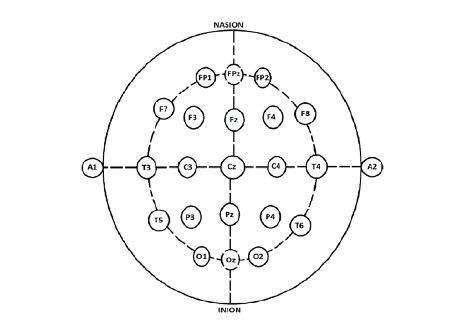 NASION
FP1 FPz FP2
F7 F3 Fz F4 F8
A1 T3 C3 Cz C4 T4 A2
T5 P3 Pz P4 T6
O1 Oz O2
INION